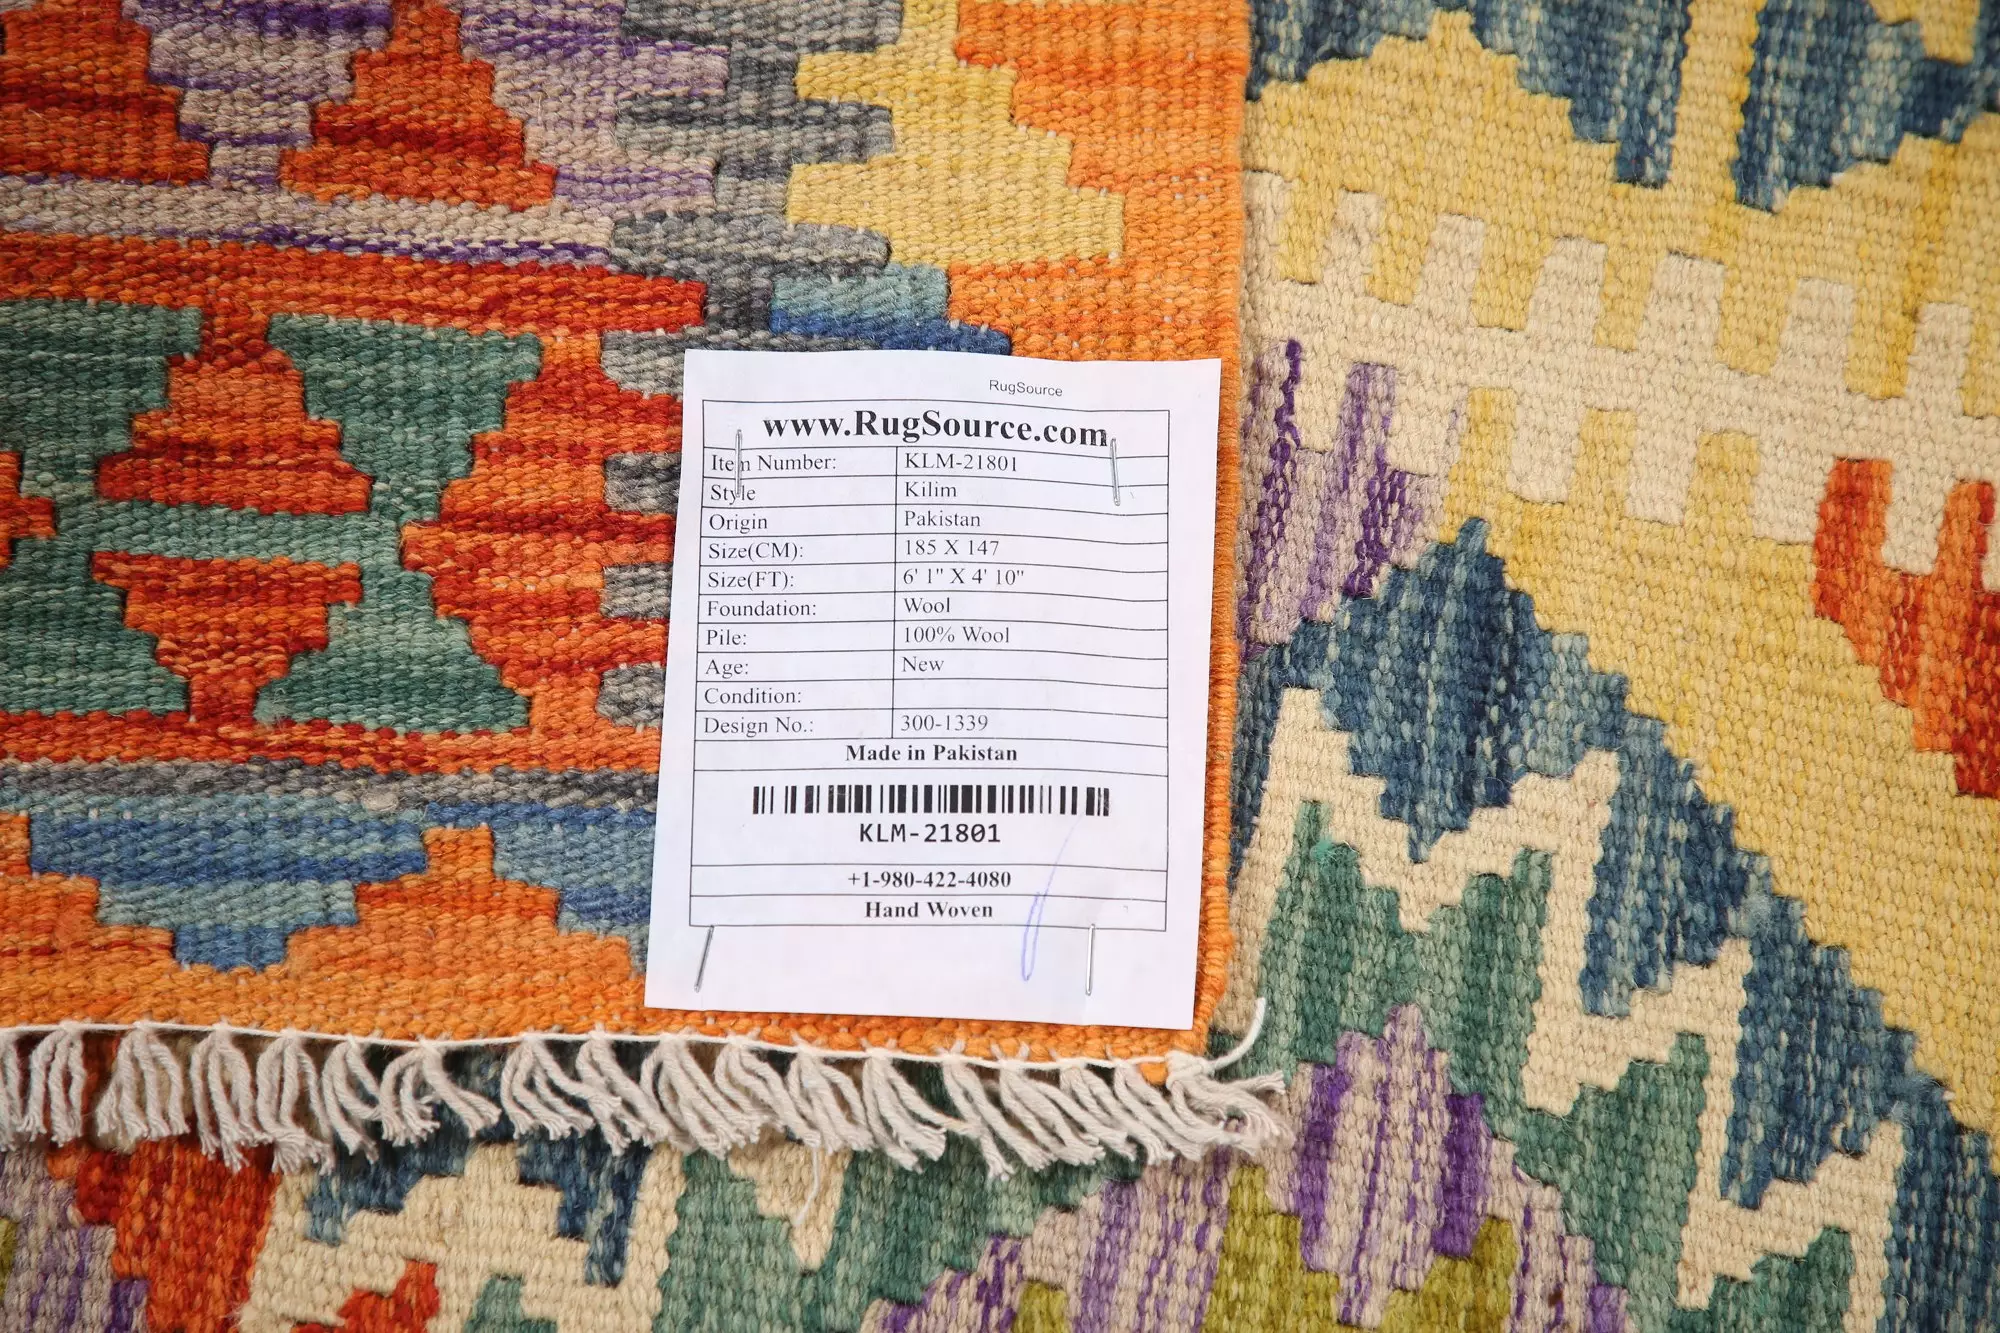 RugSource
www.RugSource.com
Item Number: KLM-21801
Style Kilim
Origin Pakistan
Size(CM): 185 X 147
Size(FT): 6' 1" X 4' 10"
Foundation: Wool
Pile: 100% Wool
Age: New
Condition:
Design No.: 300-1339
Made in Pakistan
KLM-21801
+1-980-422-4080
Hand Woven